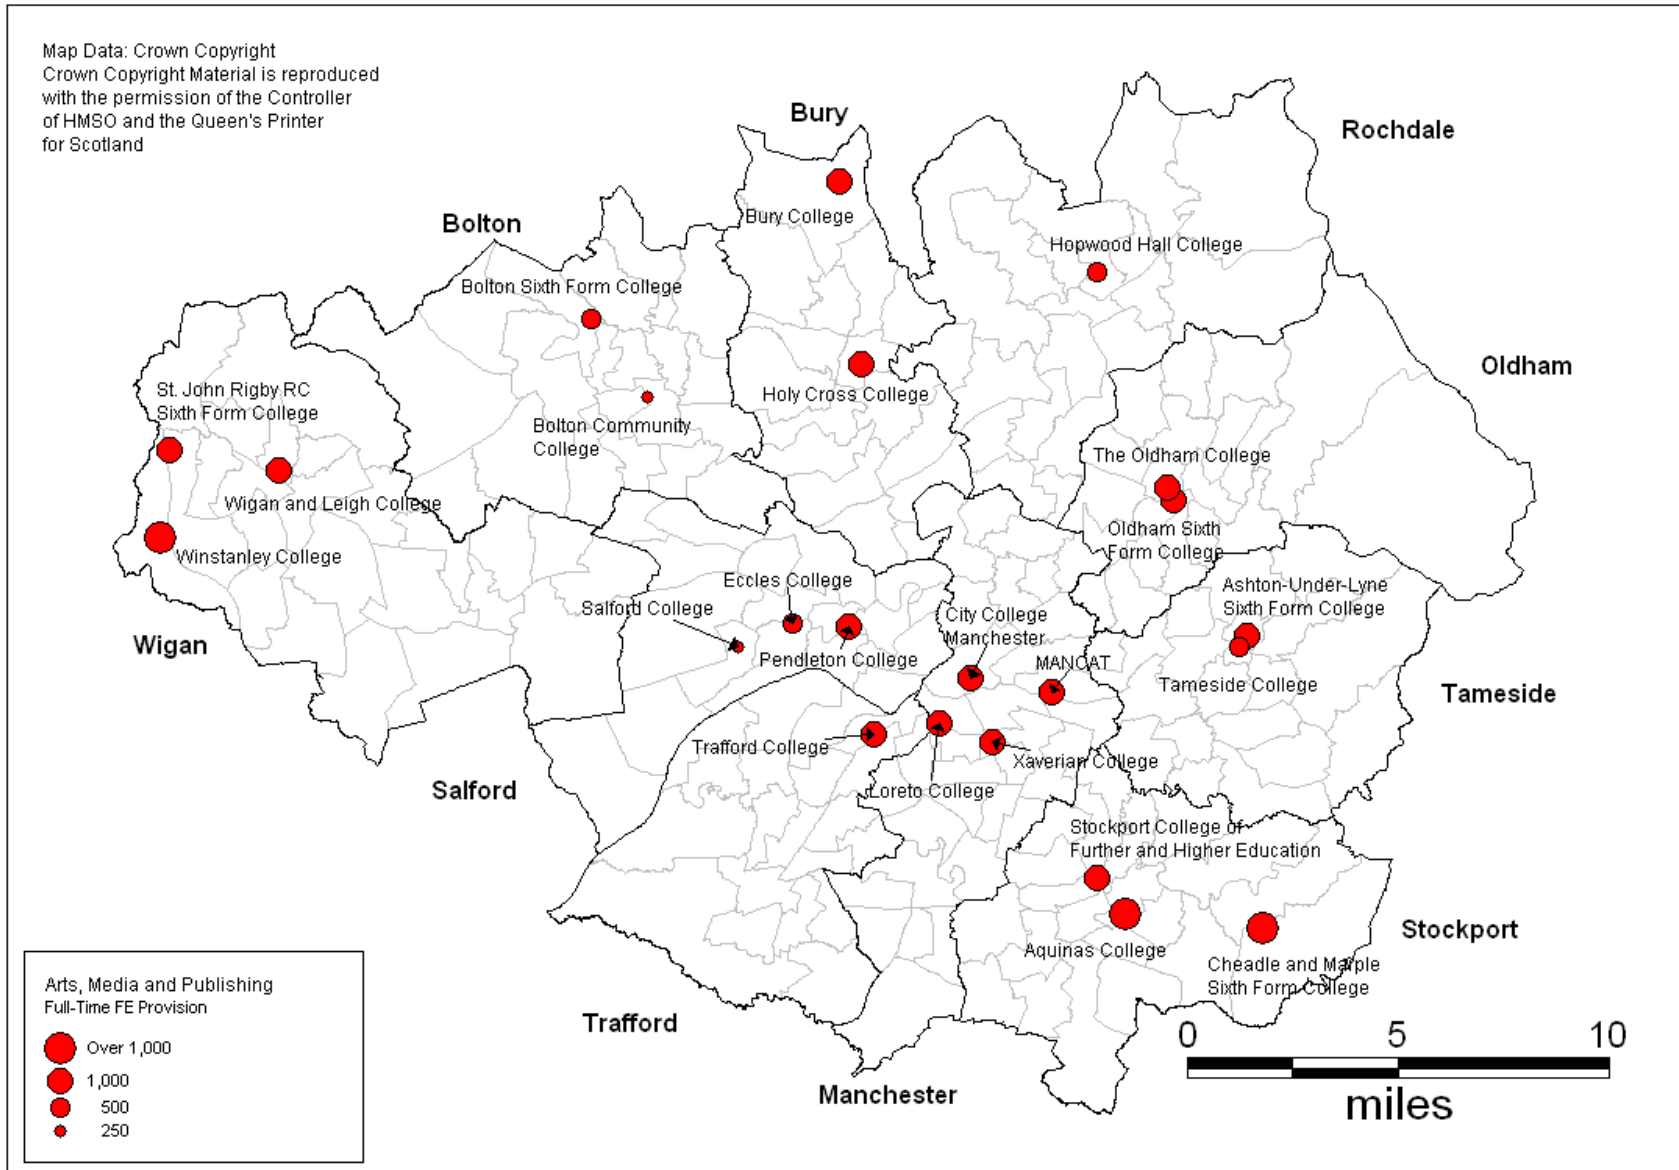 Map Data: Crown Copyright
Crown Copyright Material is reproduced
with the permission of the Controller
of HMSO and the Queen's Printer
for Scotland
Bury
Rochdale
Bolton
Bury College
Hopwood Hall College
Bolton Sixth Form College
Oldham
St. John Rigby RC
Sixth Form College
Holy Cross College
Bolton Community
College
The Oldham College
Wigan and Leigh College
Oldham Sixth
Form College
Winstanley College
Eccles College
Ashton-Under-Lyne
Sixth Form College
Salford College
City College
Manchester
Wigan
Pendleton College
MANCAT
Tameside College
Tameside
Trafford College
Xaverian College
Salford
Loreto College
Stockport College of
Further and Higher Education
Stockport
Aquinas College
Cheadle and Marple
Sixth Form College
Arts, Media and Publishing
Full-Time FE Provision
Over 1,000
1,000
500
250
Trafford
Manchester
0 5 10
miles